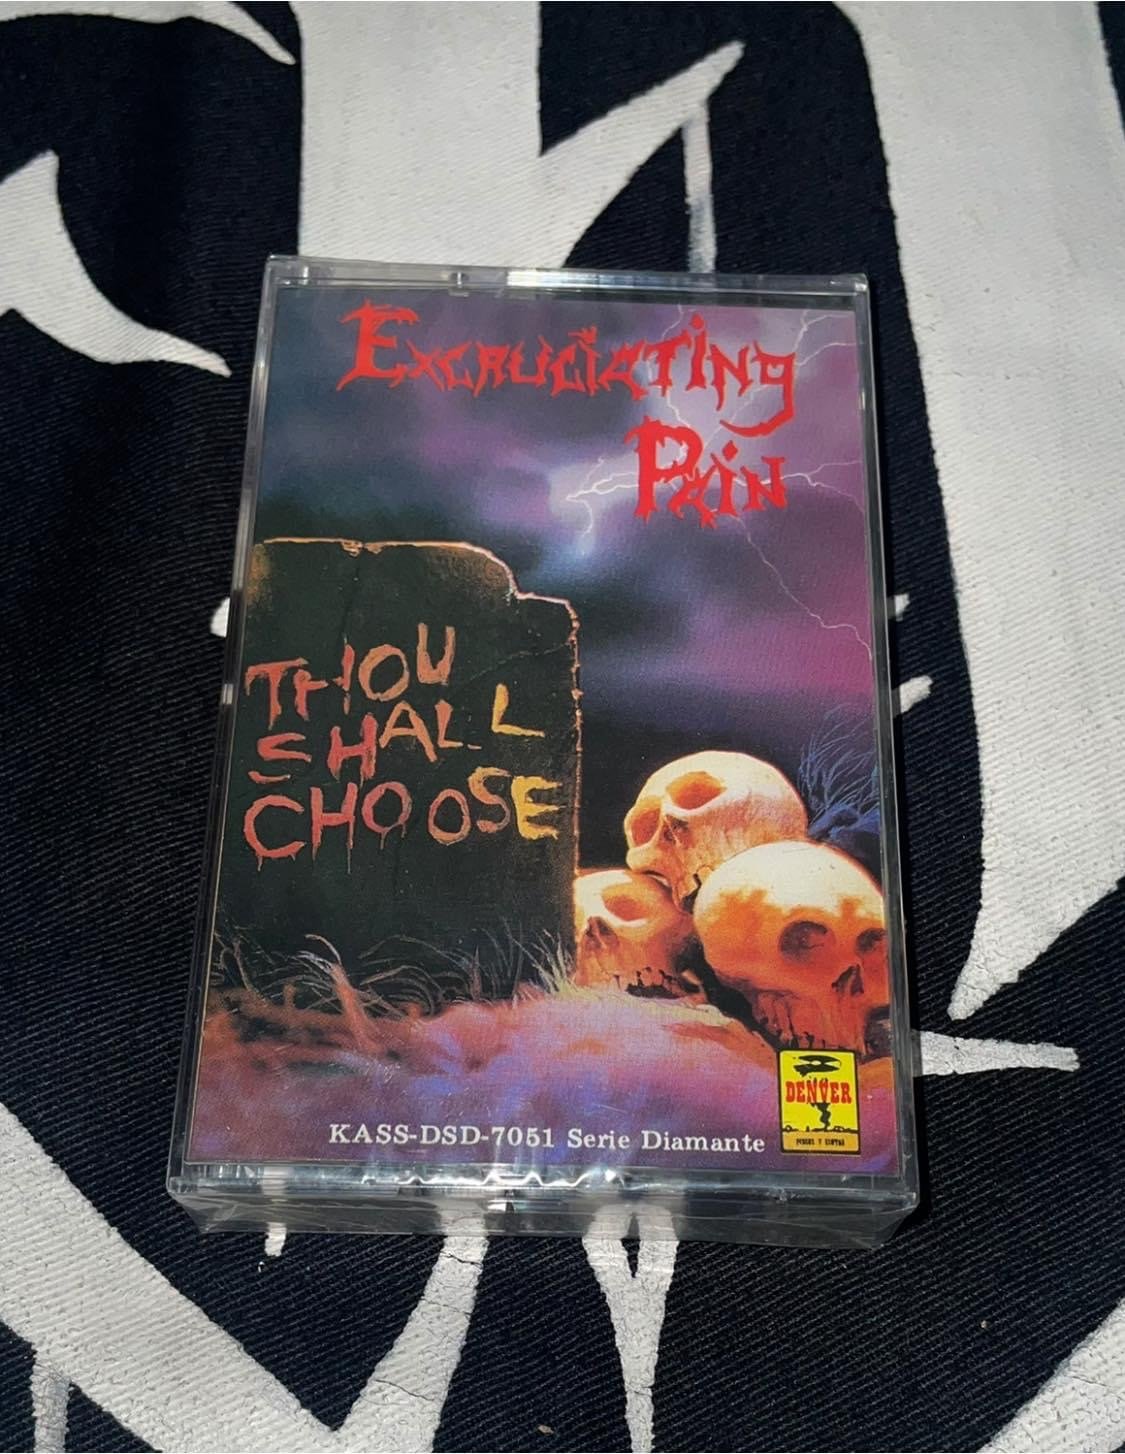 Excruciating
Pain
THOU
SHALL
CHOOSE
DENVER
KASS-DSD-7051 Serie Diamante